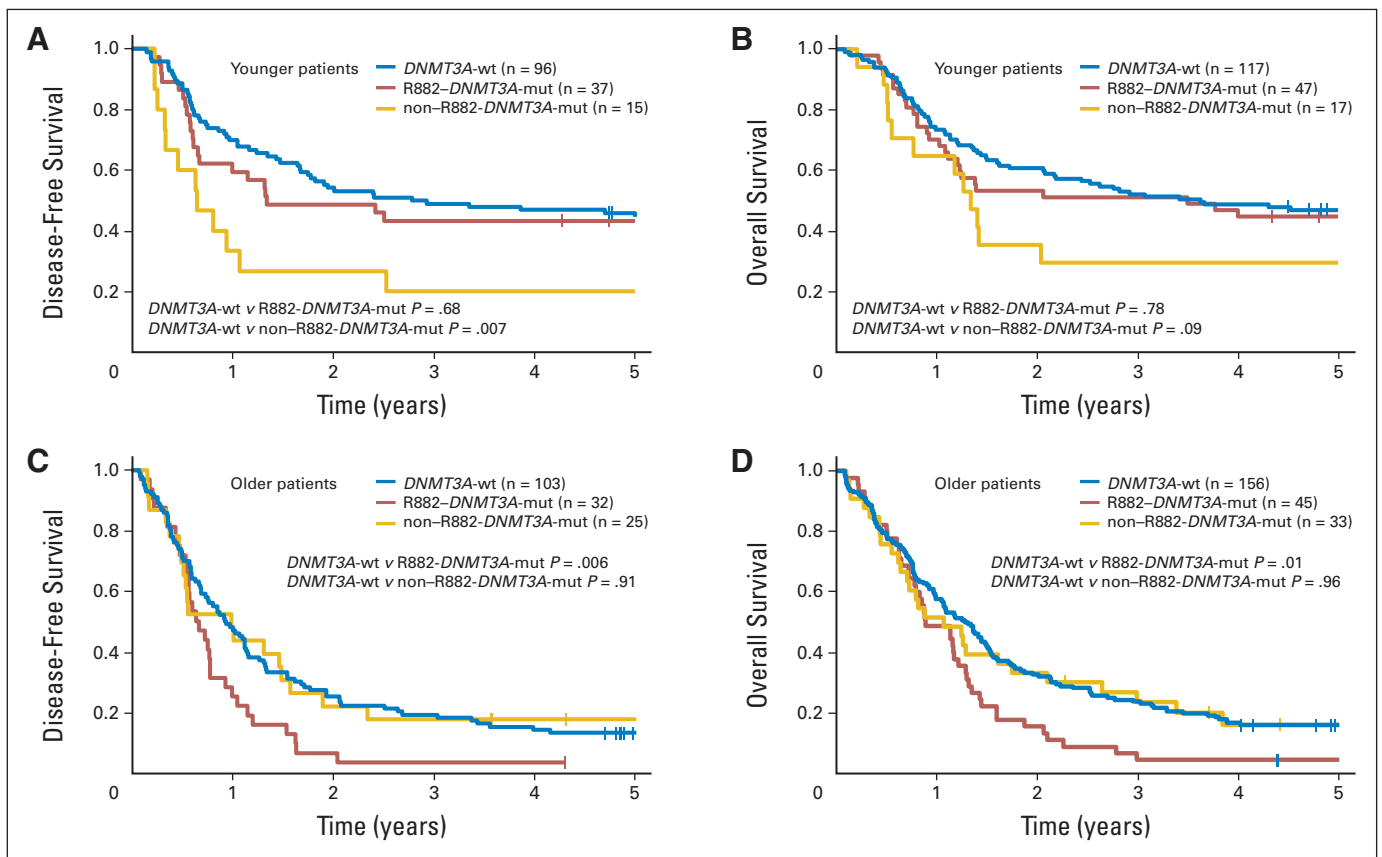 A
Disease-Free Survival
1.0
0.8
0.6
0.4
0.2
Younger patients
DNMT3A-wt (n = 96)
R882–DNMT3A-mut (n = 37)
non–R882-DNMT3A-mut (n = 15)
DNMT3A-wt v R882-DNMT3A-mut P = .68
DNMT3A-wt v non–R882-DNMT3A-mut P = .007
0 1 2 3 4 5
Time (years)
B
Overall Survival
1.0
0.8
0.6
0.4
0.2
Younger patients
DNMT3A-wt (n = 117)
R882–DNMT3A-mut (n = 47)
non–R882-DNMT3A-mut (n = 17)
DNMT3A-wt v R882-DNMT3A-mut P = .78
DNMT3A-wt v non–R882-DNMT3A-mut P = .09
0 1 2 3 4 5
Time (years)
C
Disease-Free Survival
1.0
0.8
0.6
0.4
0.2
Older patients
DNMT3A-wt (n = 103)
R882–DNMT3A-mut (n = 32)
non–R882-DNMT3A-mut (n = 25)
DNMT3A-wt v R882-DNMT3A-mut P = .006
DNMT3A-wt v non–R882-DNMT3A-mut P = .91
0 1 2 3 4 5
Time (years)
D
Overall Survival
1.0
0.8
0.6
0.4
0.2
Older patients
DNMT3A-wt (n = 156)
R882–DNMT3A-mut (n = 45)
non–R882-DNMT3A-mut (n = 33)
DNMT3A-wt v R882-DNMT3A-mut P = .01
DNMT3A-wt v non–R882-DNMT3A-mut P = .96
0 1 2 3 4 5
Time (years)